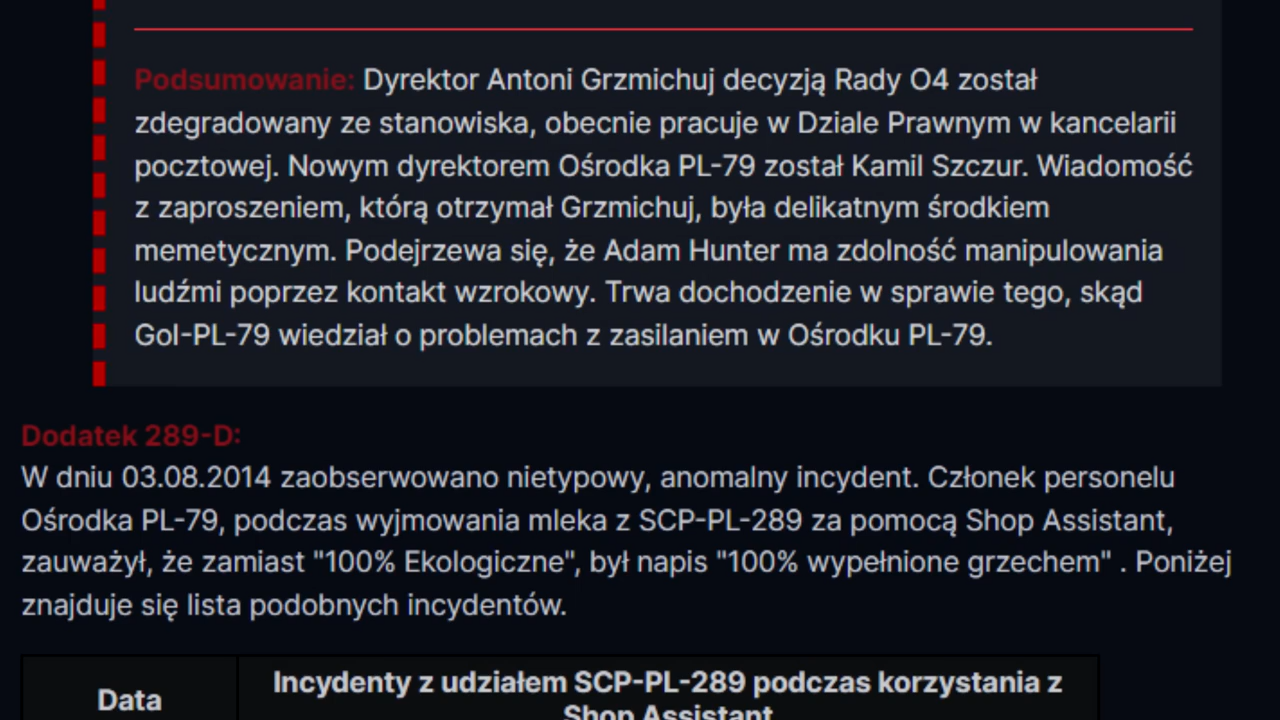 Podsumowanie: Dyrektor Antoni Grzmichuj decyzją Rady O4 został
zdegradowany ze stanowiska, obecnie pracuje w Dziale Prawnym w kancelarii
pocztowej. Nowym dyrektorem Ośrodka PL-79 został Kamil Szczur. Wiadomość
z zaproszeniem, którą otrzymał Grzmichuj, była delikatnym środkiem
memetycznym. Podejrzewa się, że Adam Hunter ma zdolność manipulowania
ludźmi poprzez kontakt wzrokowy. Trwa dochodzenie w sprawie tego, skąd
Gol-PL-79 wiedział o problemach z zasilaniem w Ośrodku PL-79.
Dodatek 289-D:
W dniu 03.08.2014 zaobserwowano nietypowy, anomalny incydent. Członek personelu
Ośrodka PL-79, podczas wyjmowania mleka z SCP-PL-289 za pomocą Shop Assistant,
zauważył, że zamiast "100% Ekologiczne", był napis "100% wypełnione grzechem" . Poniżej
znajduje się lista podobnych incydentów.
Data
Incydenty z udziałem SCP-PL-289 podczas korzystania z
Shop Assistant